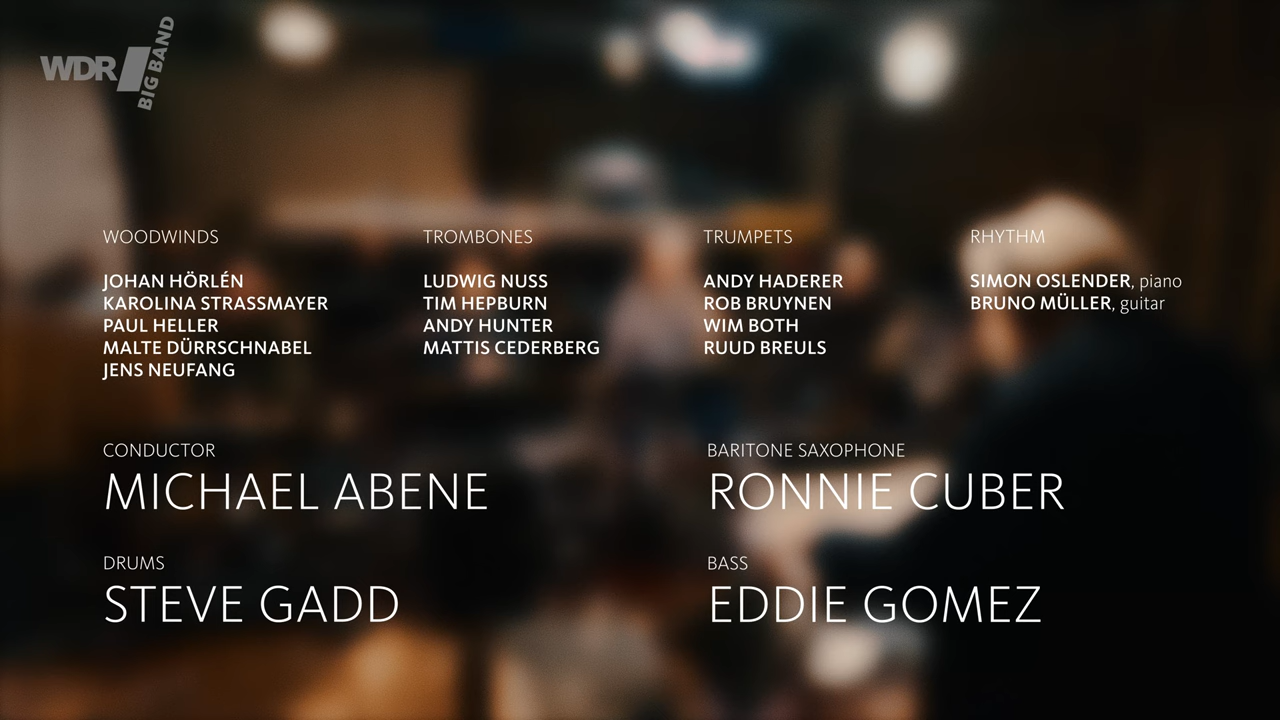 WDR BIG BAND
WOODWINDS
JOHAN HÖRLÉN
KAROLINA STRASSMAYER
PAUL HELLER
MALTE DÜRRSCHNABEL
JENS NEUFANG
TROMBONES
LUDWIG NUSS
TIM HEPBURN
ANDY HUNTER
MATTIS CEDERBERG
TRUMPETS
ANDY HADERER
ROB BRUYNEN
WIM BOTH
RUUD BREULS
RHYTHM
SIMON OSLENDER, piano
BRUNO MÜLLER, guitar
CONDUCTOR
MICHAEL ABENE
BARITONE SAXOPHONE
RONNIE CUBER
DRUMS
STEVE GADD
BASS
EDDIE GOMEZ